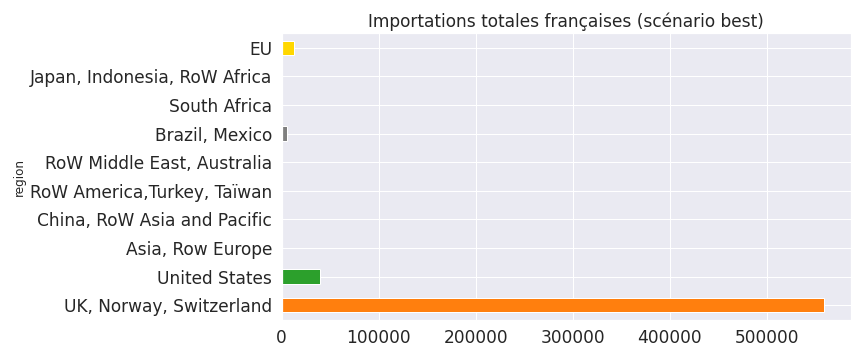 Importations totales françaises (scénario best)
EU
Japan, Indonesia, RoW Africa
South Africa
Brazil, Mexico
RoW Middle East, Australia
RoW America,Turkey, Taïwan
China, RoW Asia and Pacific
Asia, Row Europe
United States
UK, Norway, Switzerland
region
0 100000 200000 300000 400000 500000